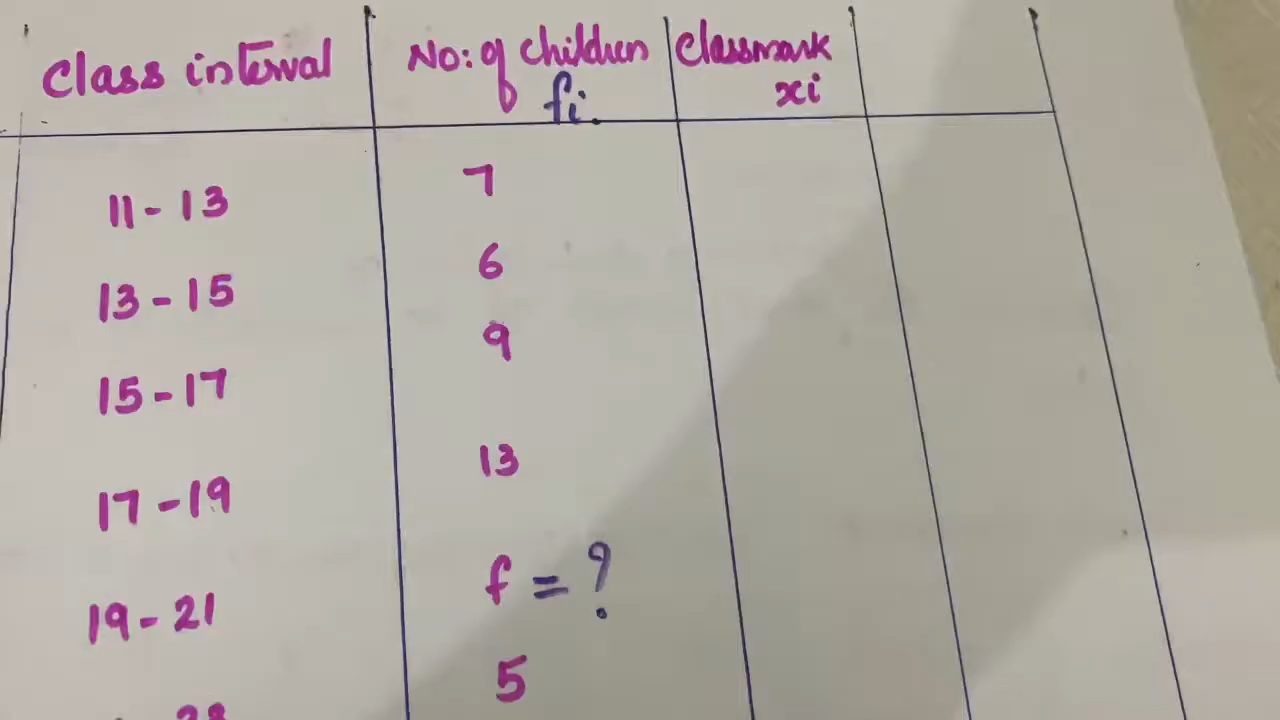 Class interval No: of children Classmark
fi. xi
11 - 13 7
13 - 15 6
15 - 17 9
17 - 19 13
19 - 21 f = ?
5